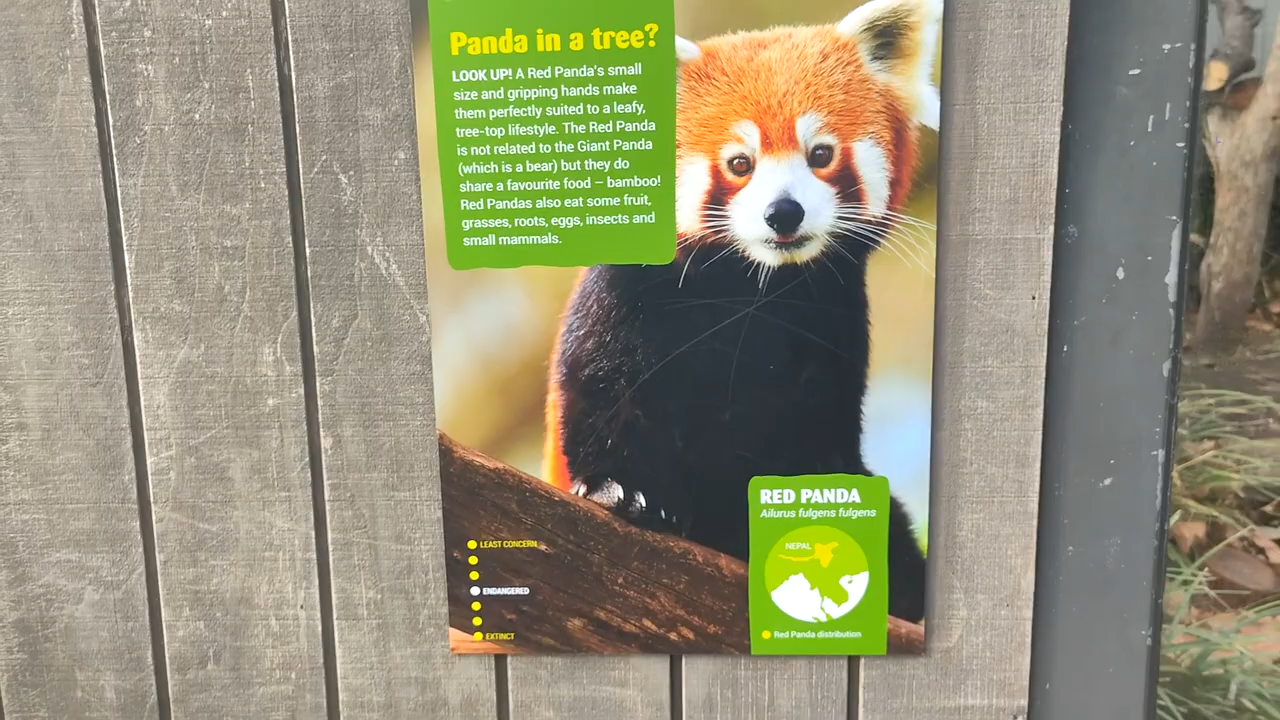 Panda in a tree?
LOOK UP! A Red Panda's small
size and gripping hands make
them perfectly suited to a leafy,
tree-top lifestyle. The Red Panda
is not related to the Giant Panda
(which is a bear) but they do
share a favourite food – bamboo!
Red Pandas also eat some fruit,
grasses, roots, eggs, insects and
small mammals.
RED PANDA
Ailurus fulgens fulgens
NEPAL
Red Panda distribution
LEAST CONCERN
ENDANGERED
EXTINCT